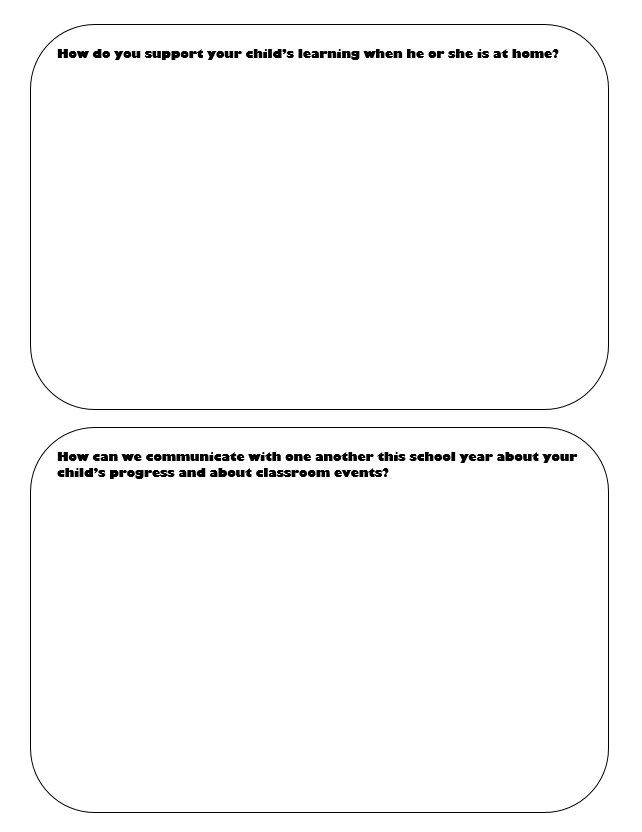 How do you support your child's learning when he or she is at home?
How can we communicate with one another this school year about your
child's progress and about classroom events?